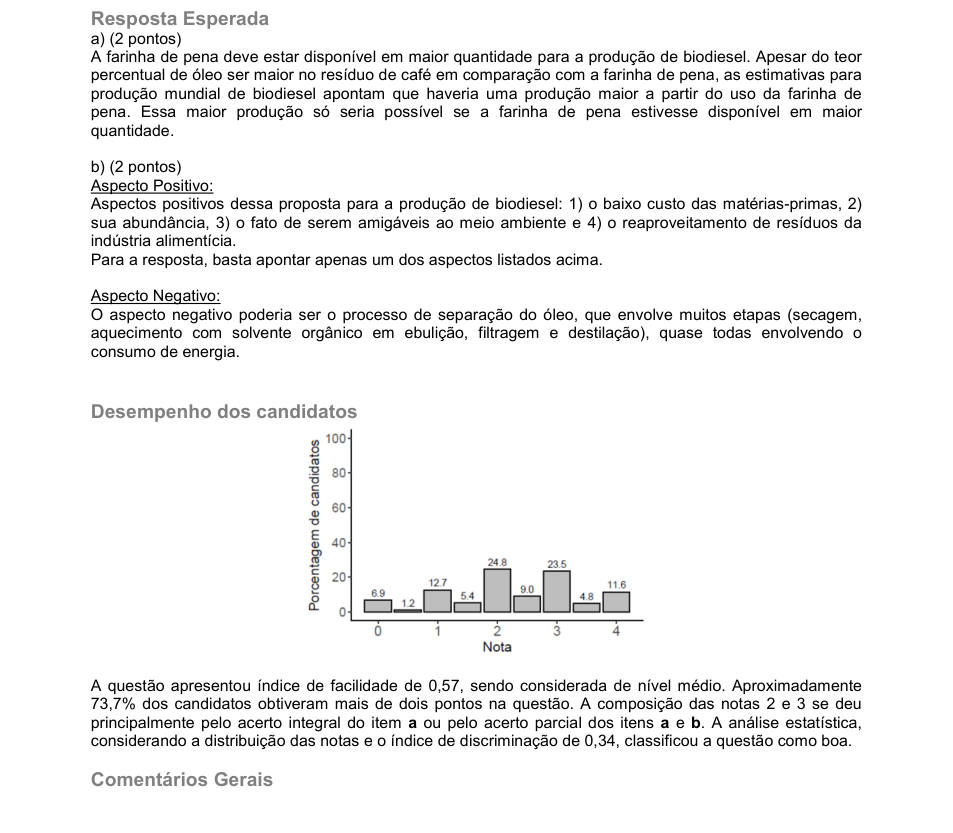 Resposta Esperada
a) (2 pontos)
A farinha de pena deve estar disponível em maior quantidade para a produção de biodiesel. Apesar do teor
percentual de óleo ser maior no resíduo de café em comparação com a farinha de pena, as estimativas para
produção mundial de biodiesel apontam que haveria uma produção maior a partir do uso da farinha de
pena. Essa maior produção só seria possível se a farinha de pena estivesse disponível em maior
quantidade.
b) (2 pontos)
Aspecto Positivo:
Aspectos positivos dessa proposta para a produção de biodiesel: 1) o baixo custo das matérias-primas, 2)
sua abundância, 3) o fato de serem amigáveis ao meio ambiente e 4) o reaproveitamento de resíduos da
indústria alimentícia.
Para a resposta, basta apontar apenas um dos aspectos listados acima.
Aspecto Negativo:
O aspecto negativo poderia ser o processo de separação do óleo, que envolve muitos etapas (secagem,
aquecimento com solvente orgânico em ebulição, filtragem e destilação), quase todas envolvendo o
consumo de energia.
Desempenho dos candidatos
Porcentagem de candidatos
100
80
60
40
20
0
6.9
1.2
12.7
5.4
24.8
9.0
23.5
4.8
11.6
0 1 2 3 4
Nota
A questão apresentou índice de facilidade de 0,57, sendo considerada de nível médio. Aproximadamente
73,7% dos candidatos obtiveram mais de dois pontos na questão. A composição das notas 2 e 3 se deu
principalmente pelo acerto integral do item a ou pelo acerto parcial dos itens a e b. A análise estatística,
considerando a distribuição das notas e o índice de discriminação de 0,34, classificou a questão como boa.
Comentários Gerais